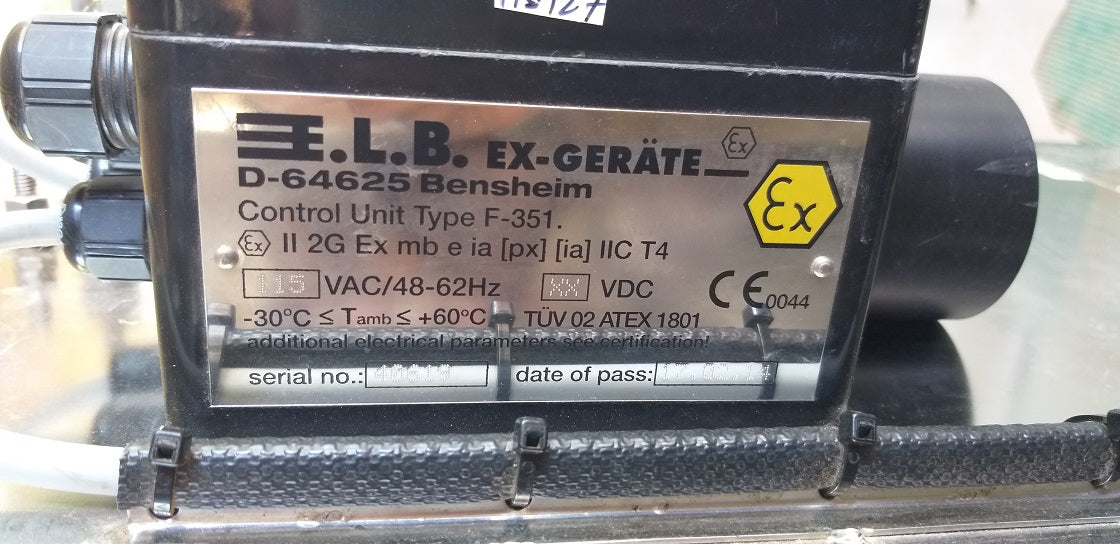 E.L.B. EX-GERÄTE
D-64625 Bensheim
Control Unit Type F-351.
Ex II 2G Ex mb e ia [px] [ia] IIC T4
Ex
115 VAC/48-62Hz XX VDC CE 0044
-30°C ≤ Tamb ≤ +60°C TÜV 02 ATEX 1801
additional electrical parameters see certification!
serial no.: date of pass: